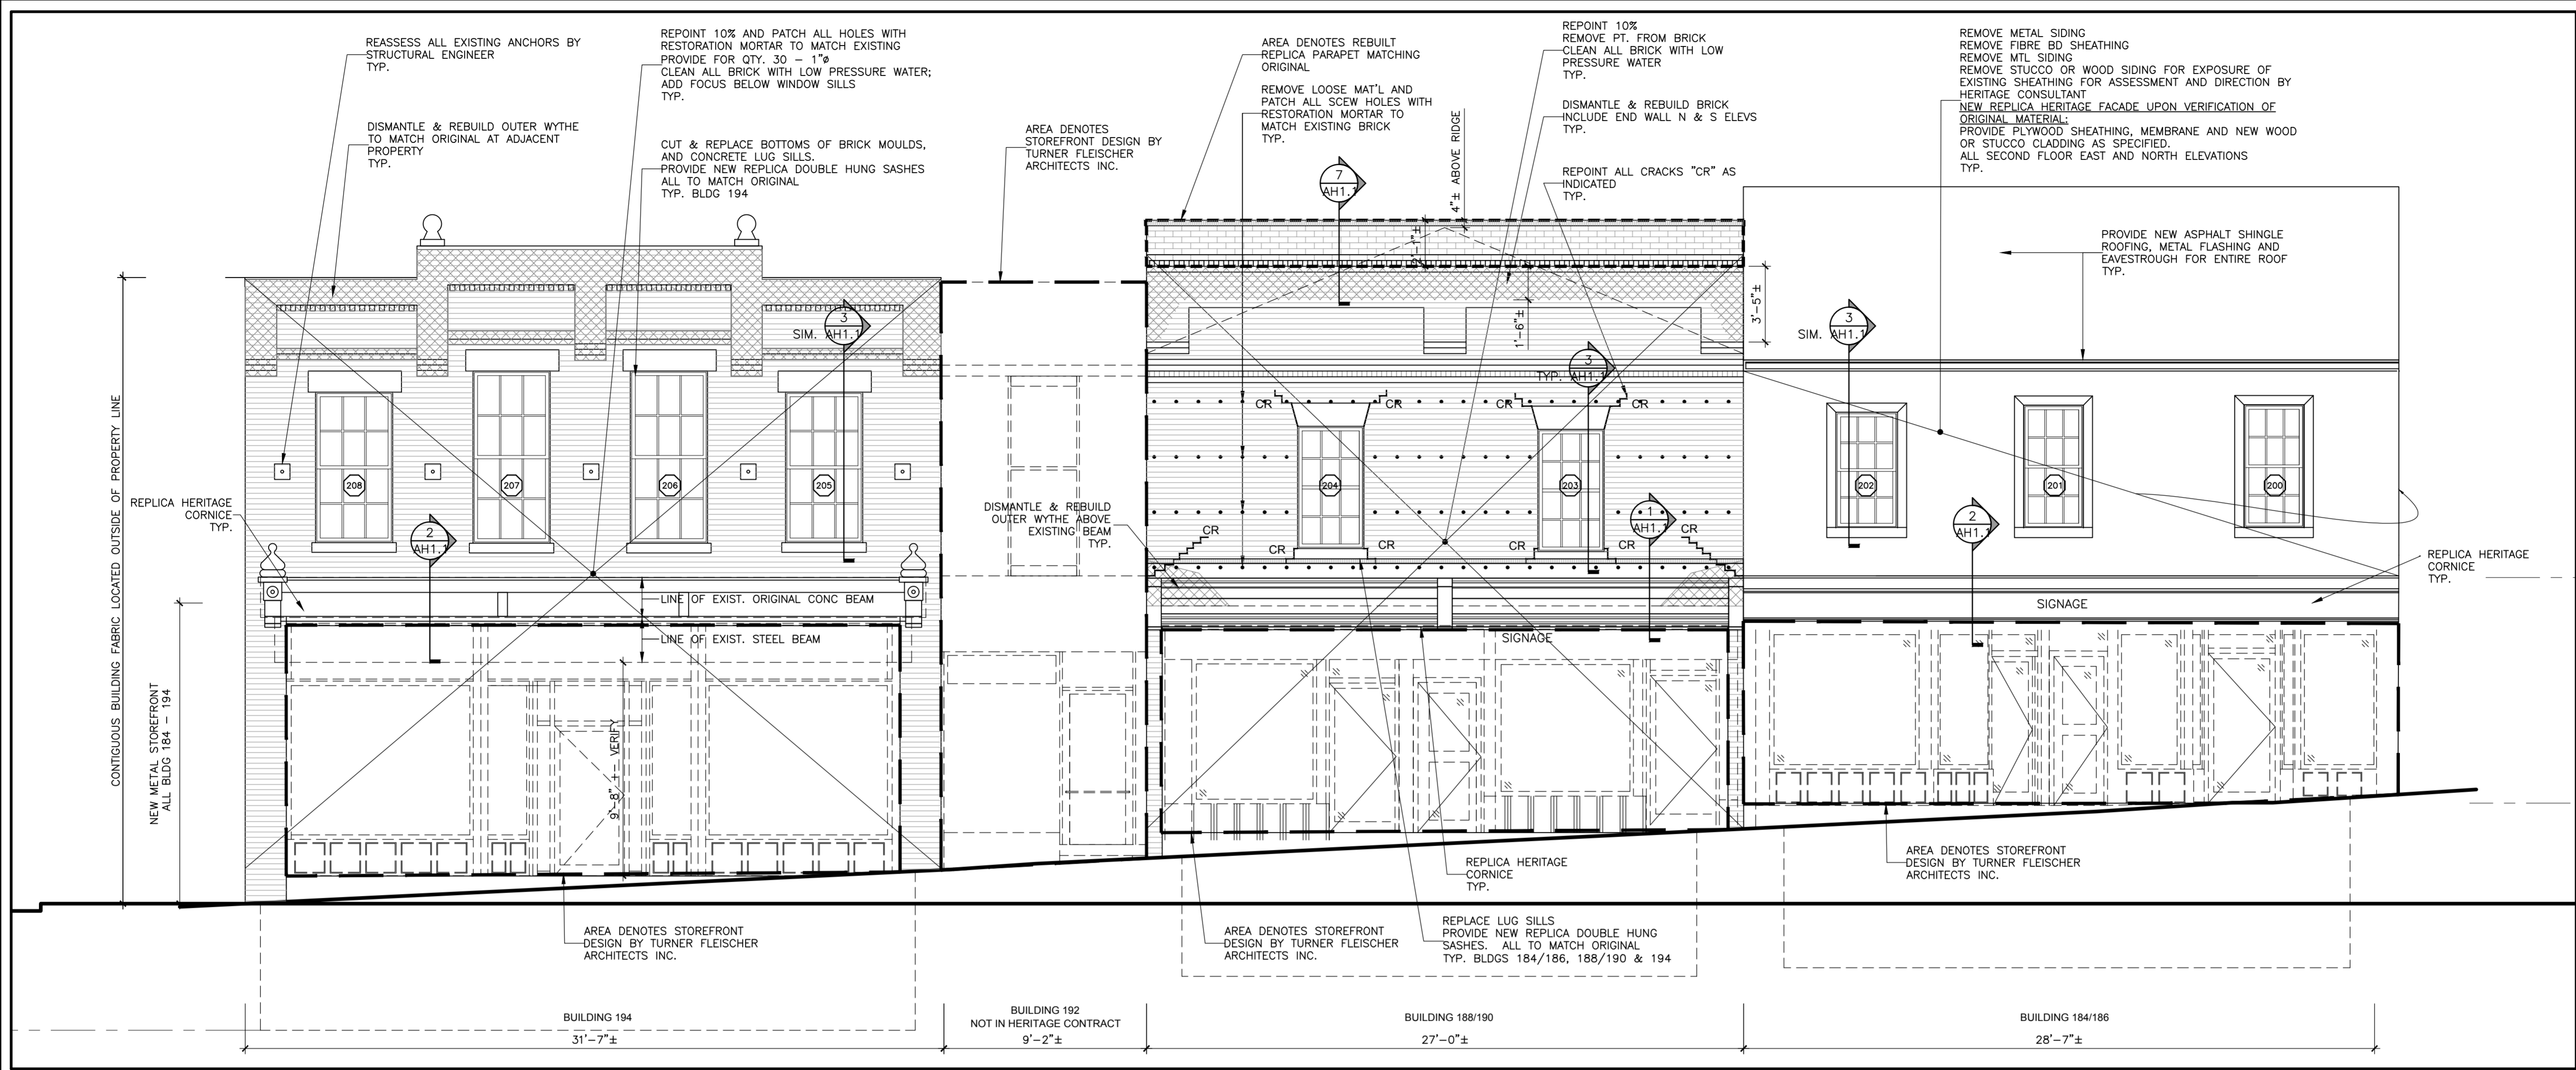 REASSESS ALL EXISTING ANCHORS BY
STRUCTURAL ENGINEER
TYP.
DISMANTLE & REBUILD OUTER WYTHE
TO MATCH ORIGINAL AT ADJACENT
PROPERTY
TYP.
REPOINT 10% AND PATCH ALL HOLES WITH
RESTORATION MORTAR TO MATCH EXISTING
PROVIDE FOR QTY. 30 - 1"ø
CLEAN ALL BRICK WITH LOW PRESSURE WATER;
ADD FOCUS BELOW WINDOW SILLS
TYP.
CUT & REPLACE BOTTOMS OF BRICK MOULDS,
AND CONCRETE LUG SILLS.
PROVIDE NEW REPLICA DOUBLE HUNG SASHES
ALL TO MATCH ORIGINAL
TYP. BLDG 194
AREA DENOTES
STOREFRONT DESIGN BY
TURNER FLEISCHER
ARCHITECTS INC.
AREA DENOTES REBUILT
REPLICA PARAPET MATCHING
ORIGINAL
REMOVE LOOSE MAT'L AND
PATCH ALL SCEW HOLES WITH
RESTORATION MORTAR TO
MATCH EXISTING BRICK
TYP.
7
AH1.1
4"± ABOVE RIDGE
REPOINT 10%
REMOVE PT. FROM BRICK
CLEAN ALL BRICK WITH LOW
PRESSURE WATER
TYP.
DISMANTLE & REBUILD BRICK
INCLUDE END WALL N & S ELEVS
TYP.
REPOINT ALL CRACKS "CR" AS
INDICATED
TYP.
REMOVE METAL SIDING
REMOVE FIBRE BD SHEATHING
REMOVE MTL SIDING
REMOVE STUCCO OR WOOD SIDING FOR EXPOSURE OF
EXISTING SHEATHING FOR ASSESSMENT AND DIRECTION BY
HERITAGE CONSULTANT
NEW REPLICA HERITAGE FACADE UPON VERIFICATION OF
ORIGINAL MATERIAL:
PROVIDE PLYWOOD SHEATHING, MEMBRANE AND NEW WOOD
OR STUCCO CLADDING AS SPECIFIED.
ALL SECOND FLOOR EAST AND NORTH ELEVATIONS
TYP.
PROVIDE NEW ASPHALT SHINGLE
ROOFING, METAL FLASHING AND
EAVESTROUGH FOR ENTIRE ROOF
TYP.
2'-1"±
1'-6"±
3'-5"±
3
SIM. AH1.1
3
TYP. AH1.1
3
SIM. AH1.1
CR
CR
CR
CR
208
207
206
205
204
203
202
201
200
CONTIGUOUS BUILDING FABRIC LOCATED OUTSIDE OF PROPERTY LINE
REPLICA HERITAGE
CORNICE
TYP.
2
AH1.1
DISMANTLE & REBUILD
OUTER WYTHE ABOVE
EXISTING BEAM
TYP.
CR
CR
CR
CR
CR
CR
1
AH1.1
2
AH1.1
REPLICA HERITAGE
CORNICE
TYP.
LINE OF EXIST. ORIGINAL CONC BEAM
LINE OF EXIST. STEEL BEAM
SIGNAGE
SIGNAGE
NEW METAL STOREFRONT
ALL BLDG 184 - 194
9'-8" ± - VERIFY
REPLICA HERITAGE
CORNICE
TYP.
AREA DENOTES STOREFRONT
DESIGN BY TURNER FLEISCHER
ARCHITECTS INC.
AREA DENOTES STOREFRONT
DESIGN BY TURNER FLEISCHER
ARCHITECTS INC.
AREA DENOTES STOREFRONT
DESIGN BY TURNER FLEISCHER
ARCHITECTS INC.
REPLACE LUG SILLS
PROVIDE NEW REPLICA DOUBLE HUNG
SASHES. ALL TO MATCH ORIGINAL
TYP. BLDGS 184/186, 188/190 & 194
BUILDING 194
31'-7"±
BUILDING 192
NOT IN HERITAGE CONTRACT
9'-2"±
BUILDING 188/190
27'-0"±
BUILDING 184/186
28'-7"±